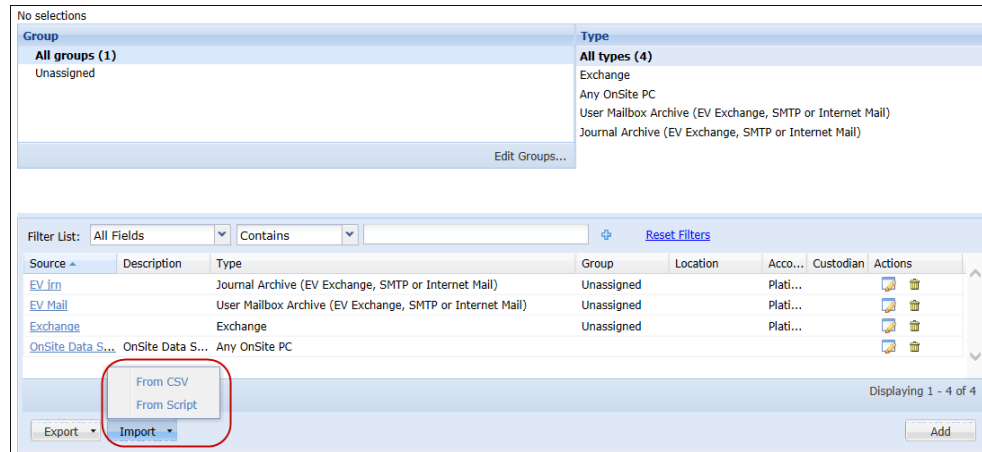 No selections
Group Type
All groups (1) All types (4)
Unassigned Exchange
Any OnSite PC
User Mailbox Archive (EV Exchange, SMTP or Internet Mail)
Journal Archive (EV Exchange, SMTP or Internet Mail)
Edit Groups...
Filter List: All Fields Contains Reset Filters
Source Description Type Group Location Acco... Custodian Actions
EV jrn Journal Archive (EV Exchange, SMTP or Internet Mail) Unassigned Plati...
EV Mail User Mailbox Archive (EV Exchange, SMTP or Internet Mail) Unassigned Plati...
Exchange Exchange Unassigned Plati...
OnSite Data S... OnSite Data S... Any OnSite PC
From CSV
Displaying 1 - 4 of 4
From Script
Export Import Add